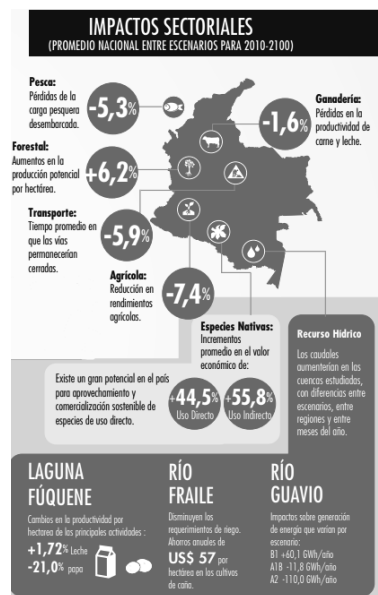 IMPACTOS SECTORIALES
(PROMEDIO NACIONAL ENTRE ESCENARIOS PARA 2010-2100)
Pesca:
Pérdidas de la
carga pesquera
desembarcada.
-5,3%
Ganadería:
Pérdidas en la
productividad de
carne y leche.
-1,6%
Forestal:
Aumentos en la
producción potencial
por hectárea.
+6,2%
Transporte:
Tiempo promedio en
que las vías
permanecerían
cerradas.
-5,9%
Agrícola:
Reducción en
rendimientos
agrícolas.
-7,4%
Especies Nativas:
Incrementos
promedio en el valor
económico de:
Existe un gran potencial en el país
para aprovechamiento y
comercialización sostenible de
especies de uso directo.
+44,5%
Uso Directo
+55,8%
Uso Indirecto
Recurso Hídrico
Los caudales
aumentarían en las
cuencas estudiadas,
con diferencias entre
escenarios, entre
regiones y entre
meses del año.
LAGUNA
FÚQUENE
Cambios en la productividad por
hectarea de las principales actividades :
+1,72% Leche
-21,0% papa
RÍO
FRAILE
Disminuyen los
requerimientos de riego.
Ahorros anuales de
US$ 57 por
hectárea en los cultivos
de caña.
RÍO
GUAVIO
Impactos sobre generación
de energía que varían por
escenario:
B1 +60,1 GWh/año
A1B -11,8 GWh/año
A2 -110,0 GWh/año